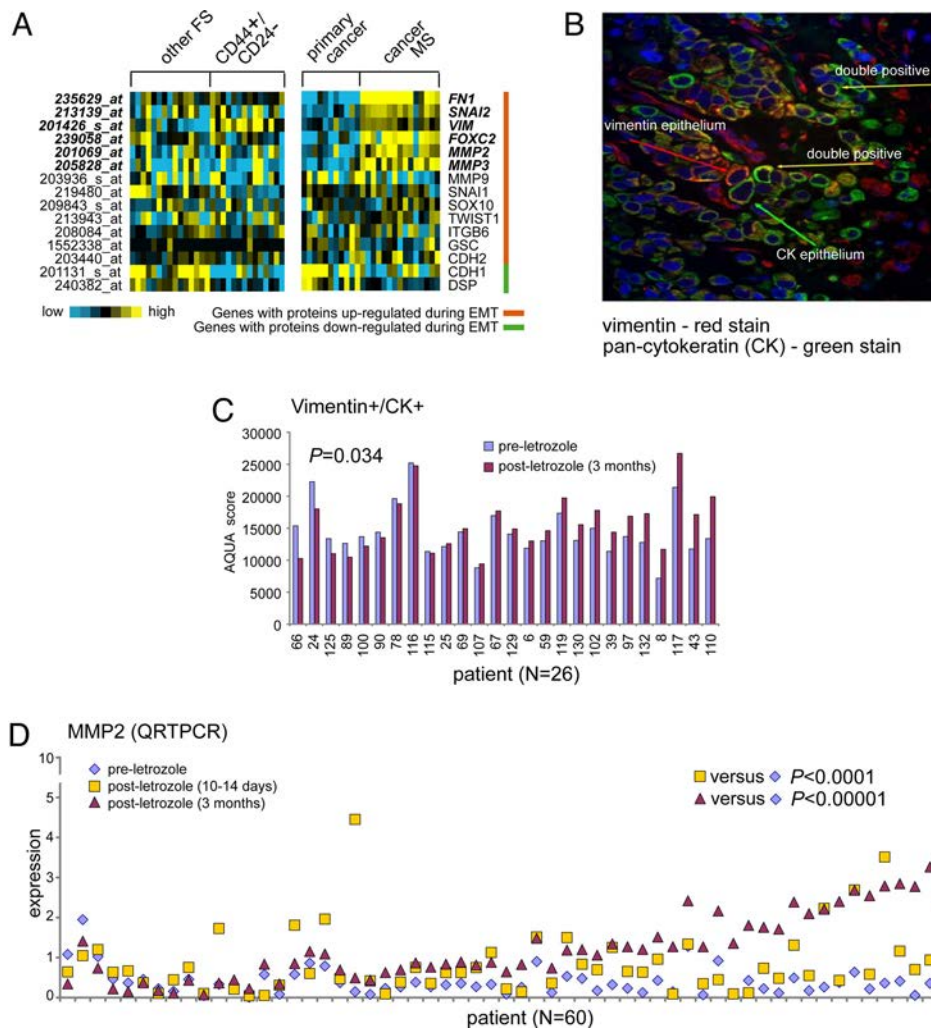 A
other FS
CD44+/
CD24-
primary
cancer
cancer
MS
235629_at
213139_at
201426_s_at
239058_at
201069_at
205828_at
203936_s_at
219480_at
209843_s_at
213943_at
208084_at
1552338_at
203440_at
201131_s_at
240382_at
FN1
SNAI2
VIM
FOXC2
MMP2
MMP3
MMP9
SNAI1
SOX10
TWIST1
ITGB6
GSC
CDH2
CDH1
DSP
low high
Genes with proteins up-regulated during EMT
Genes with proteins down-regulated during EMT
B
double positive
vimentin epithelium
double positive
CK epithelium
vimentin - red stain
pan-cytokeratin (CK) - green stain
C
Vimentin+/CK+
P=0.034
pre-letrozole
post-letrozole (3 months)
AQUA score
30000
25000
20000
15000
10000
5000
0
66 24 125 89 100 90 78 116 115 25 69 107 67 129 6 59 119 130 102 39 97 132 8 117 43 110
patient (N=26)
D
MMP2 (QRTPCR)
pre-letrozole
post-letrozole (10-14 days)
post-letrozole (3 months)
versus P<0.0001
versus P<0.00001
expression
10
5
4
3
2
1
0
patient (N=60)